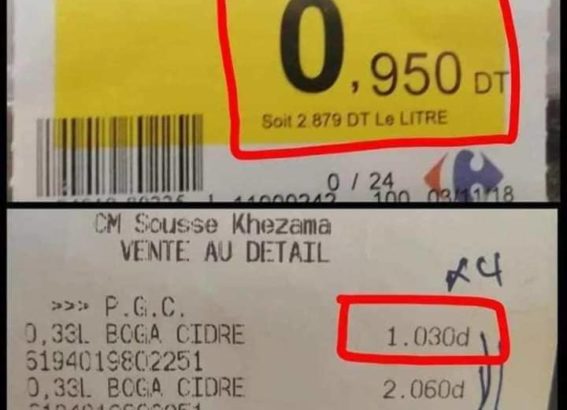 0,950 DT
Soit 2.879 DT Le LITRE
0 / 24
100 03/11/18
CM Sousse Khezama
VENTE AU DETAIL
x4
>>> P.G.C.
0,33L BOGA CIDRE 1.030d
6194019802251
0,33L BOGA CIDRE 2.060d